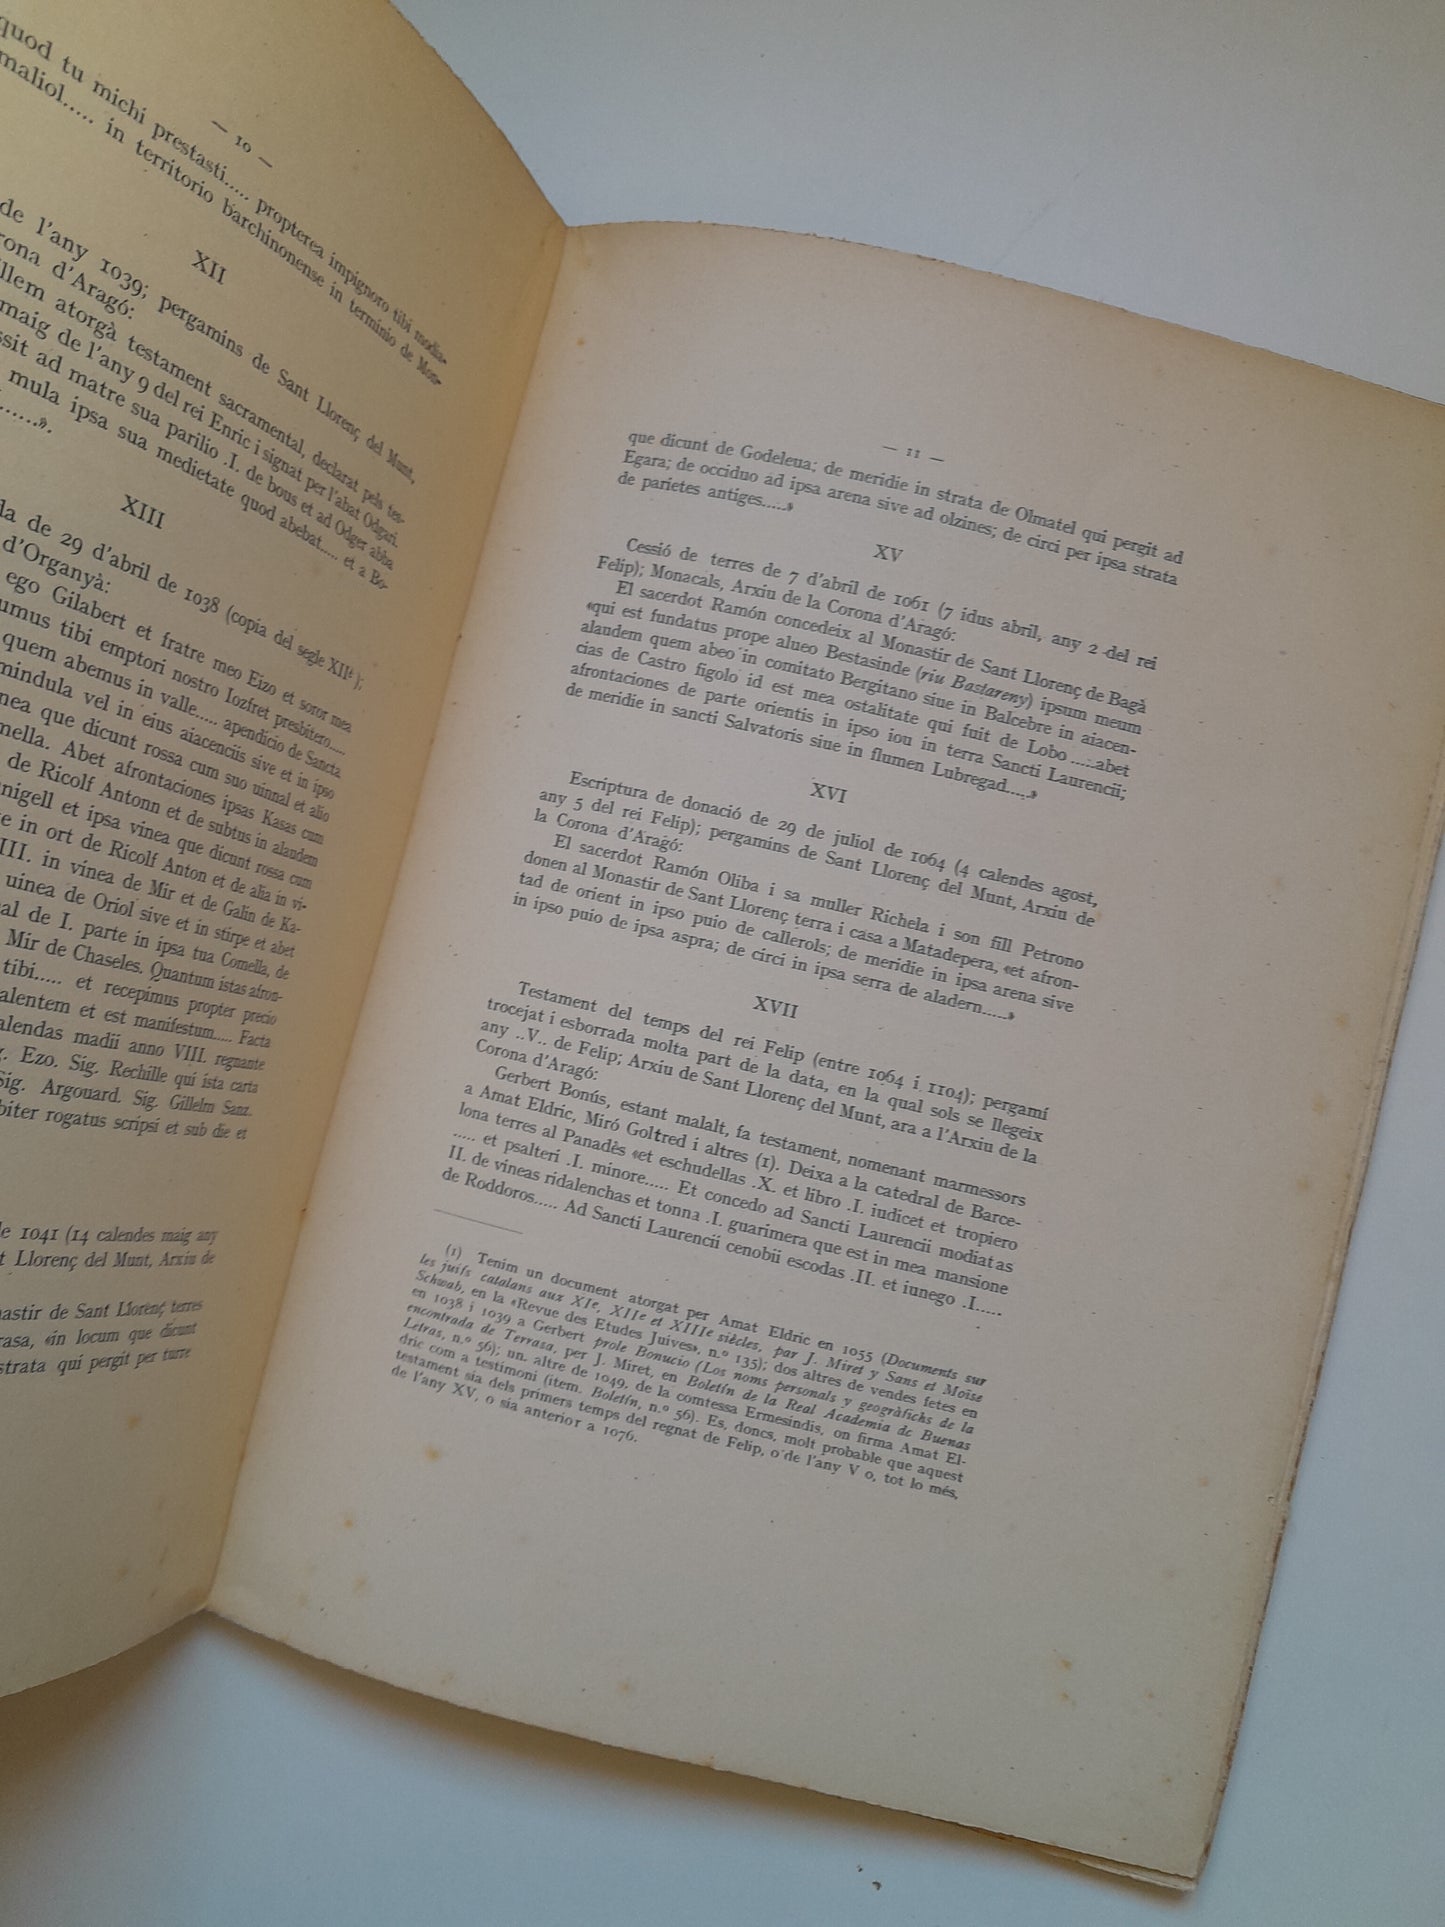 — 10 —
quod tu michi prestasti..... propterea impignoro tibi modia-
maliol..... in territorio barchinonense in terminio de Mon-
XII
de l'any 1039; pergamins de Sant Llorenç del Munt,
rona d'Aragó:
illem atorgà testament sacramental, declarat pels tes-
maig de l'any 9 del rei Enric i signat per l'abat Odgari.
ssit ad matre sua parilio .I. de bous et ad Odger abba
mula ipsa sua medietate quod abebat..... et a Bo-
......».
XIII
da de 29 d'abril de 1038 (copia del segle XIIè);
d'Organyà:
ego Gilabert et fratre meo Eizo et soror mea
umus tibi emptori nostro Iozfret presbitero.....
quem abemus in valle..... apendicio de Sancta
mindula vel in eius aiacenciis sive et in ipso
nea que dicunt rossa cum suo uinnal et alio
mella. Abet afrontaciones ipsas Kasas cum
de Ricolf Antonn et de subtus in alaudem
nigell et ipsa vinea que dicunt rossa cum
te in ort de Ricolf Anton et de alia in vi-
III. in vinea de Mir et de Galin de Ka-
uinea de Oriol sive et in stirpe et abet
al de I. parte in ipsa tua Comella, de
Mir de Chaseles. Quantum istas afron-
tibi..... et recepimus propter precio
alentem et est manifestum..... Facta
alendas madii anno VIII. regnante
g. Ezo. Sig. Rechille qui ista carta
Sig. Argouard. Sig. Gillelm Sanz.
biter rogatus scripsi et sub die et
de 1041 (14 calendes maig any
t Llorenç del Munt, Arxiu de
nastir de Sant Llorenç terres
rasa, «in locum que dicunt
strata qui pergit per turre
— 11 —
que dicunt de Godeleua; de meridie in strata de Olmatel qui pergit ad
Egara; de occiduo ad ipsa arena sive ad olzines; de circi per ipsa strata
de parietes antiges.....»
XV
Cessió de terres de 7 d'abril de 1061 (7 idus abril, any 2 del rei
Felip); Monacals, Arxiu de la Corona d'Aragó:
El sacerdot Ramón concedeix al Monastir de Sant Llorenç de Bagà
«qui est fundatus prope alueo Bestasinde (riu Bastareny) ipsum meum
alaudem quem abeo in comitato Bergitano siue in Balcebre in aiacen-
cias de Castro figolo id est mea ostalitate qui fuit de Lobo .....abet
afrontaciones de parte orientis in ipso iou in terra Sancti Laurencii;
de meridie in sancti Salvatoris siue in flumen Lubregad.....»
XVI
Escriptura de donació de 29 de juliol de 1064 (4 calendes agost,
any 5 del rei Felip); pergamins de Sant Llorenç del Munt, Arxiu de
la Corona d'Aragó:
El sacerdot Ramón Oliba i sa muller Richela i son fill Petrono
donen al Monastir de Sant Llorenç terra i casa a Matadepera, «et afron-
tad de orient in ipso puio de callerols; de meridie in ipsa arena sive
in ipso puio de ipsa aspra; de circi in ipsa serra de aladern.....»
XVII
Testament del temps del rei Felip (entre 1064 i 1104); pergamí
trocejat i esborrada molta part de la data, en la qual sols se llegeix
any ..V.. de Felip; Arxiu de Sant Llorenç del Munt, ara a l'Arxiu de la
Corona d'Aragó:
Gerbert Bonús, estant malalt, fa testament, nomenant marmessors
a Amat Eldric, Miró Goltred i altres (1). Deixa a la catedral de Barce-
lona terres al Panadès «et eschudellas .X. et libro .I. iudicet et tropiero
..... et psalteri .I. minore..... Et concedo ad Sancti Laurencii modiatas
II. de vineas ridalenchas et tonna .I. guarimera que est in mea mansione
de Roddoros..... Ad Sancti Laurencii cenobii escodas .II. et iunego .I.....
(1) Tenim un document atorgat per Amat Eldric en 1055 (Documents sur
les juifs catalans aux XIe, XIIe et XIIIe siècles, par J. Miret y Sans et Moïse
Schwab, en la «Revue des Etudes Juives», n.º 135); dos altres de vendes fetes en
en 1038 i 1039 a Gerbert prole Bonucio (Los noms personals y geogràfichs de la
encontrada de Terrasa, per J. Miret, en Boletín de la Real Academia de Buenas
Letras, n.º 56); un altre de 1049, de la comtessa Ermesindis, on firma Amat El-
dric com a testimoni (item. Boletín, n.º 56). Es, doncs, molt probable que aquest
testament sia dels primers temps del regnat de Felip, o de l'any V o, tot lo més,
de l'any XV, o sía anterior a 1076.